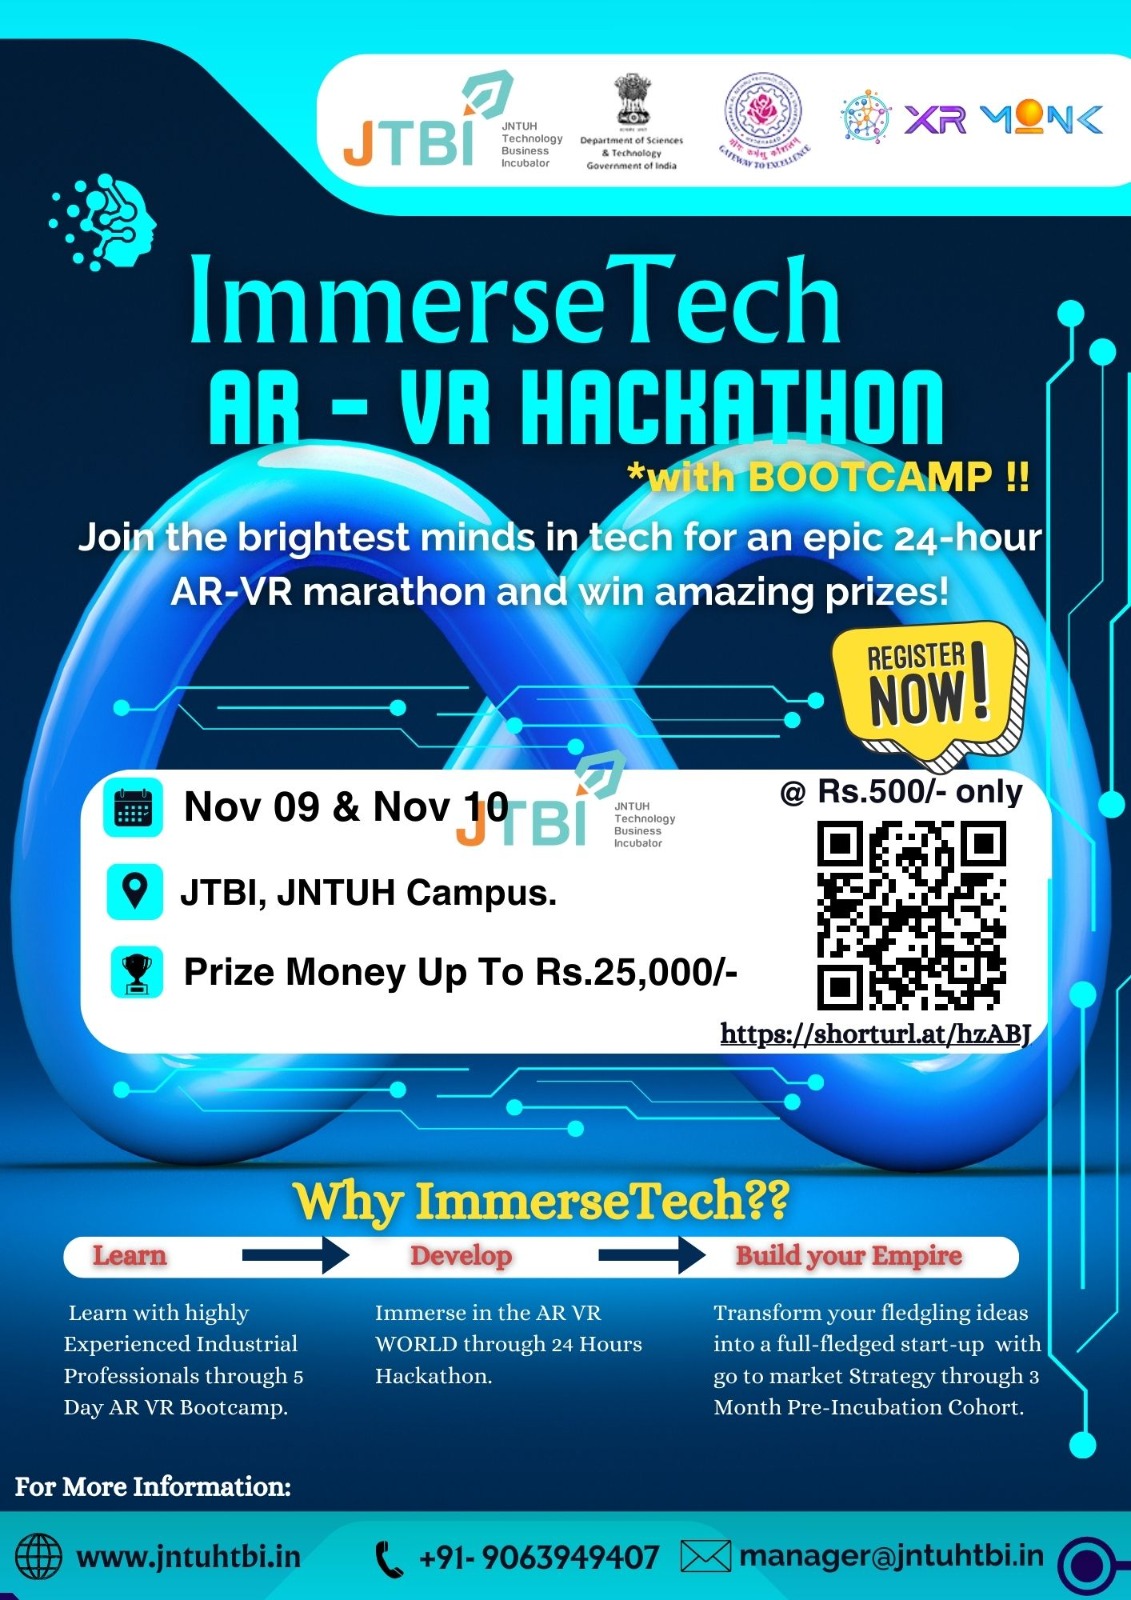 JTBI
JNTUH
Technology
Business
Incubator
Department of Sciences
& Technology
Government of India
GATEWAY TO EXCELLENCE
XR MONK
ImmerseTech
AR - VR HACKATHON
*with BOOTCAMP !!
Join the brightest minds in tech for an epic 24-hour
AR-VR marathon and win amazing prizes!
REGISTER
NOW!
@ Rs.500/- only
Nov 09 & Nov 10
JTBI
JNTUH
Technology
Business
Incubator
JTBI, JNTUH Campus.
Prize Money Up To Rs.25,000/-
https://shorturl.at/hzABJ
Why ImmerseTech??
Learn
Develop
Build your Empire
Learn with highly
Experienced Industrial
Professionals through 5
Day AR VR Bootcamp.
Immerse in the AR VR
WORLD through 24 Hours
Hackathon.
Transform your fledgling ideas
into a full-fledged start-up with
go to market Strategy through 3
Month Pre-Incubation Cohort.
For More Information:
www.jntuhtbi.in
+91- 9063949407
manager@jntuhtbi.in